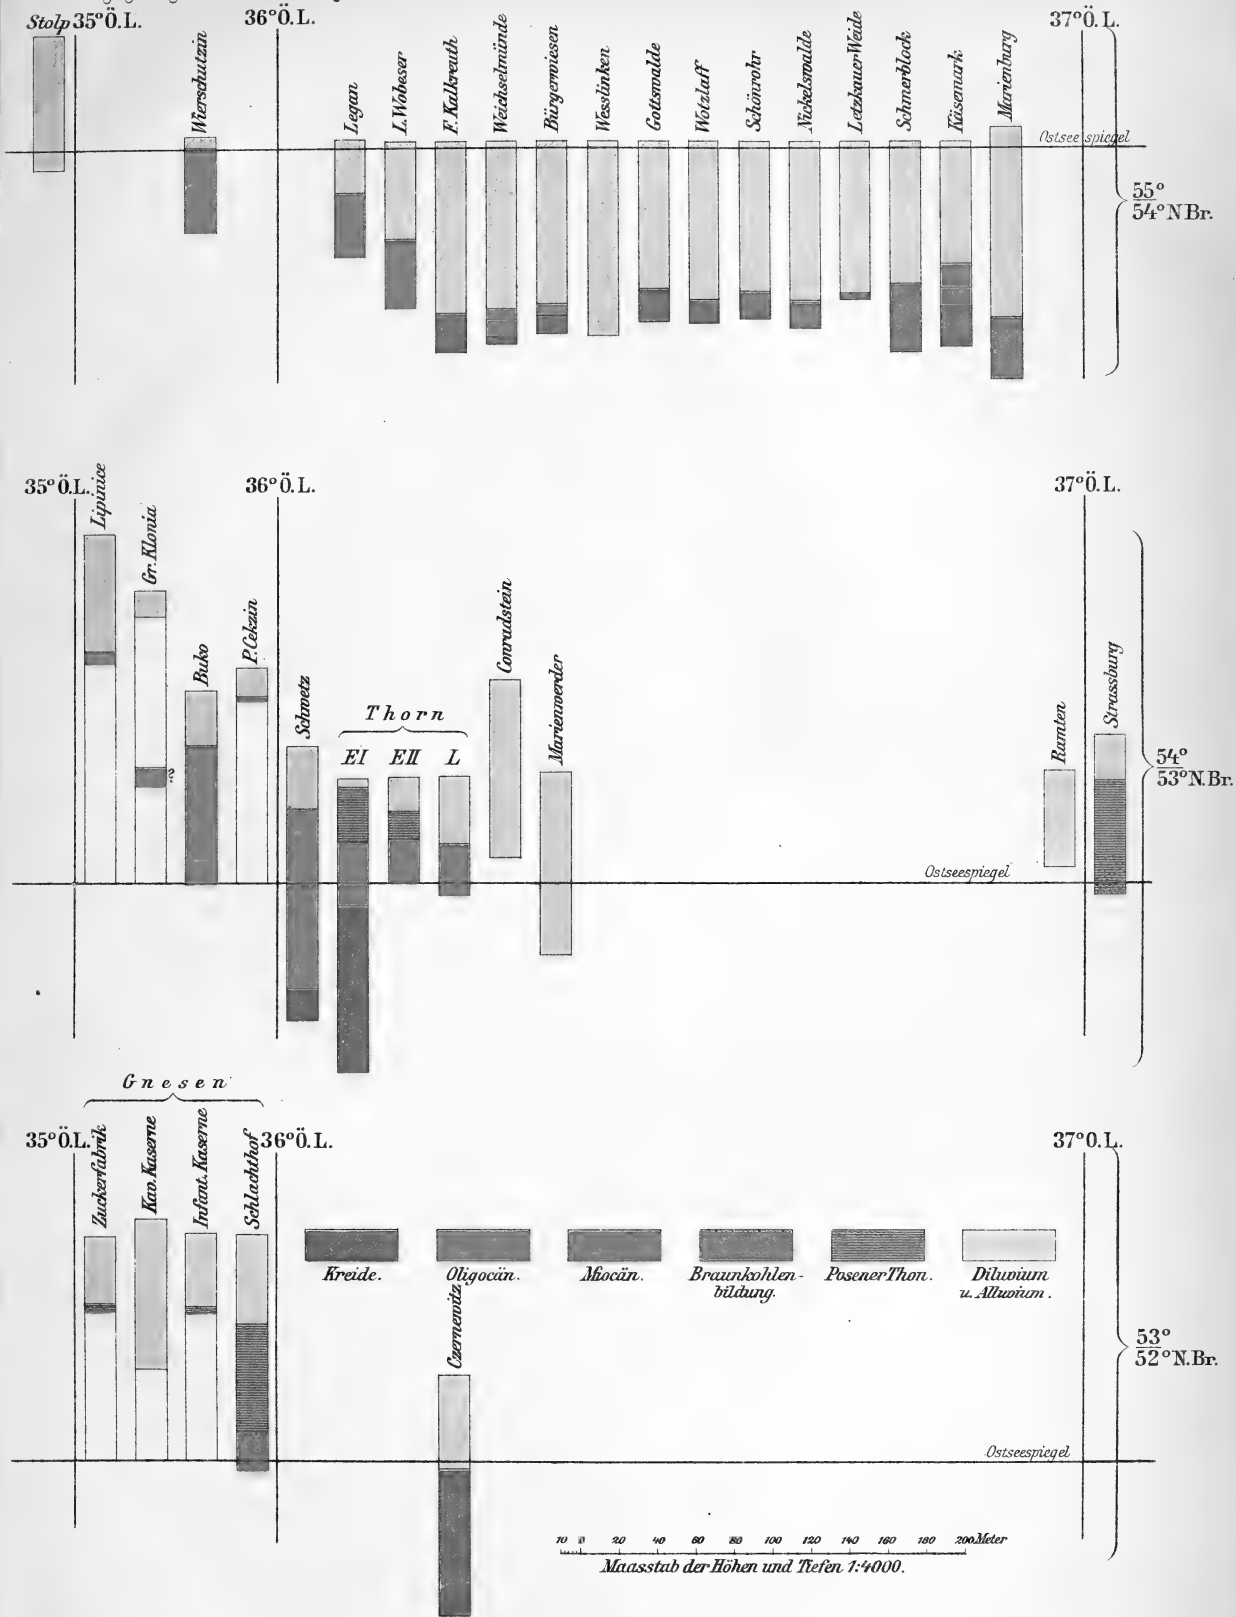 Stolp 35° Ö.L.
36° Ö.L.
37° Ö.L.
Wierschutzin
Legan
L. Wobeser
F. Kalkreuth
Weichselmünde
Bürgerwiesen
Wesslinken
Gottswalde
Wotzlaff
Schönrohr
Nickelswalde
Letzkauer Weide
Schmerblock
Käsemark
Marienburg
Ostseespiegel
55°
54° N Br.
35° Ö.L.
36° Ö.L.
37° Ö.L.
Lipinice
Gr. Klonia
?
Buko
P. Cekzin
Schwetz
Thorn
E I E II L
Conradstein
Marienwerder
Ramten
Strassburg
Ostseespiegel
54°
53° N. Br.
Gnesen
35° Ö.L.
36° Ö.L.
37° Ö.L.
Zuckerfabrik
Kav. Kaserne
Infant. Kaserne
Schlachthof
Kreide.
Oligocän.
Miocän.
Braunkohlen-
bildung.
Posener Thon.
Diluvium
u. Alluvium.
Czernewitz
53°
52° N. Br.
Ostseespiegel
10 0 20 40 60 80 100 120 140 160 180 200 Meter
Maasstab der Höhen und Tiefen 1:4000.